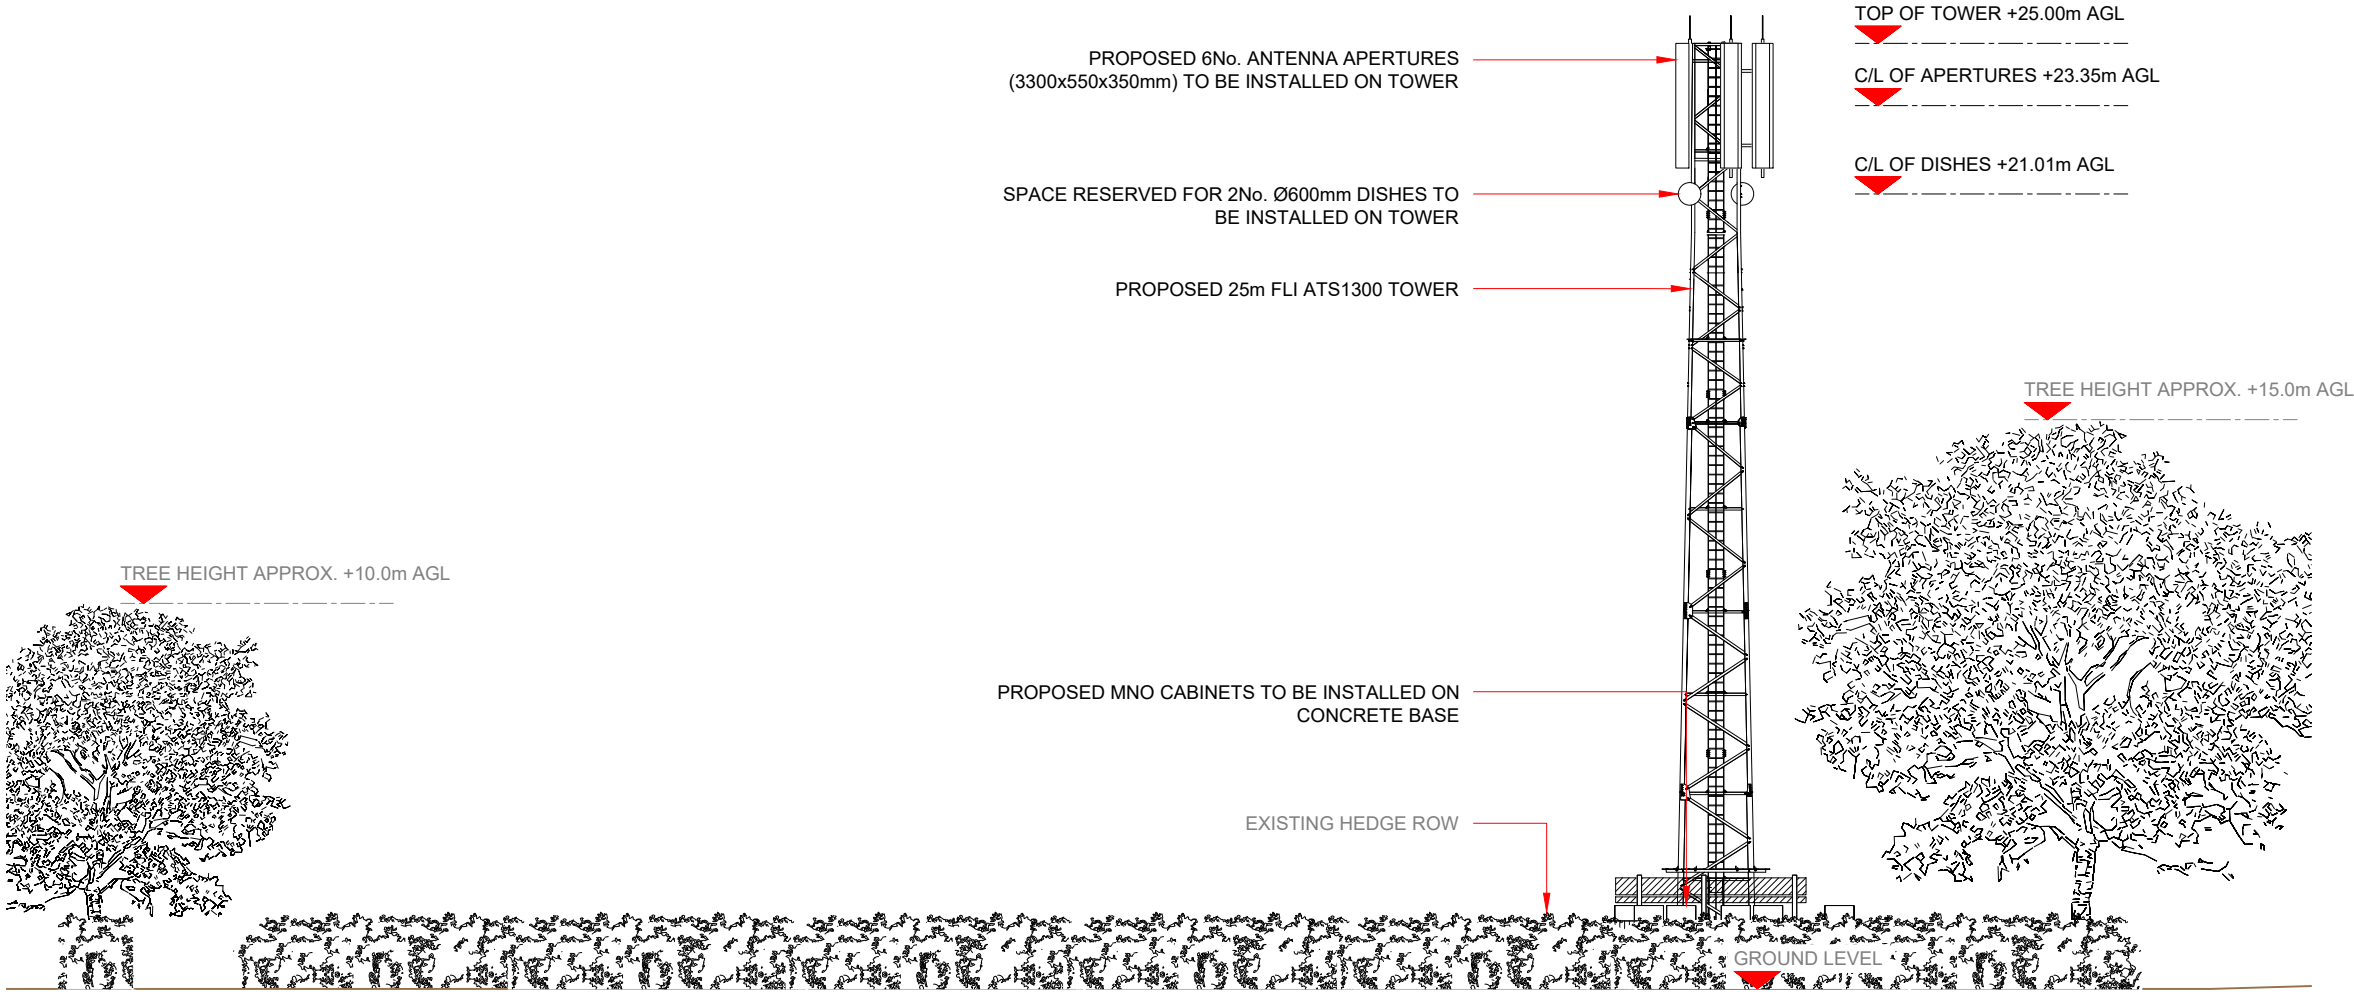 TOP OF TOWER +25.00m AGL
PROPOSED 6No. ANTENNA APERTURES
(3300x550x350mm) TO BE INSTALLED ON TOWER
C/L OF APERTURES +23.35m AGL
C/L OF DISHES +21.01m AGL
SPACE RESERVED FOR 2No. Ø600mm DISHES TO
BE INSTALLED ON TOWER
PROPOSED 25m FLI ATS1300 TOWER
TREE HEIGHT APPROX. +15.0m AGL
TREE HEIGHT APPROX. +10.0m AGL
PROPOSED MNO CABINETS TO BE INSTALLED ON
CONCRETE BASE
EXISTING HEDGE ROW
GROUND LEVEL